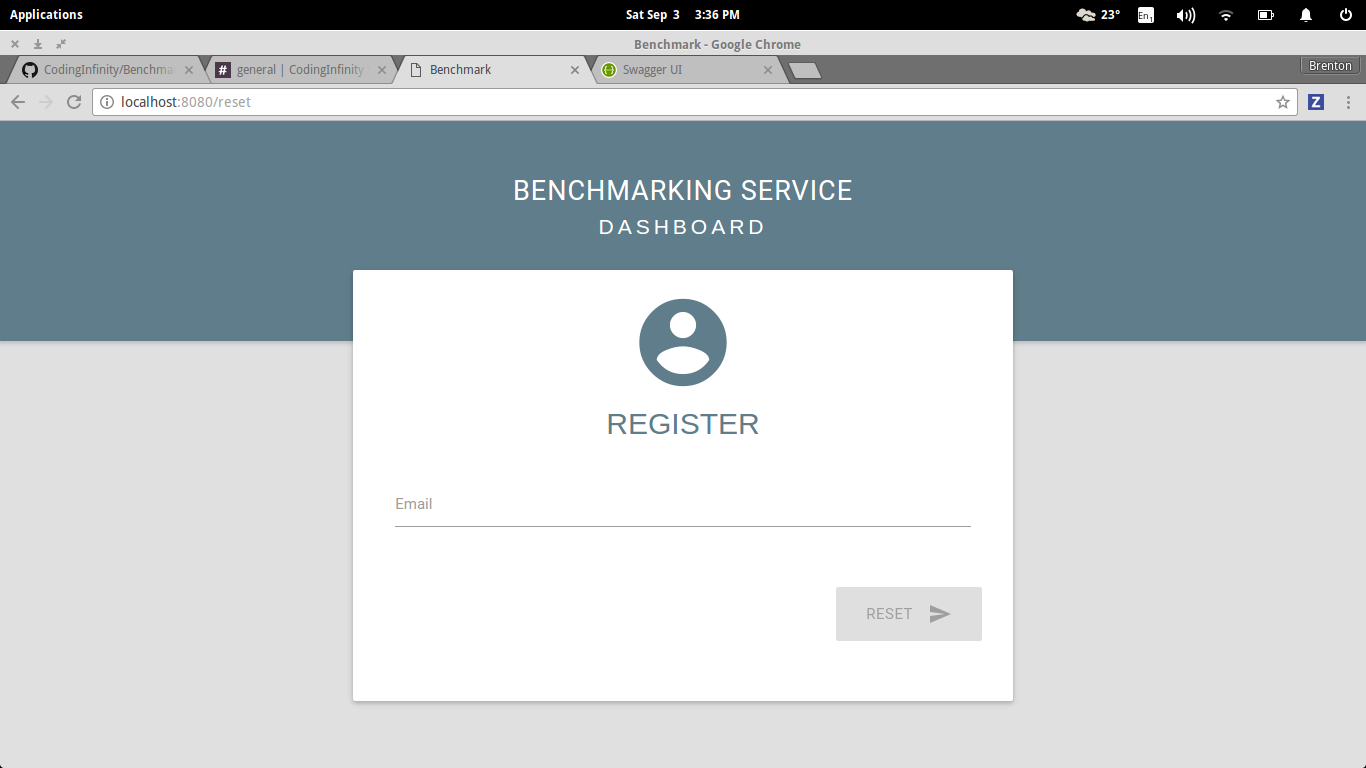 Applications Sat Sep 3 3:36 PM 23° En1
Benchmark - Google Chrome
CodingInfinity/Benchma # general | CodingInfinity Benchmark Swagger UI Brenton
localhost:8080/reset Z
BENCHMARKING SERVICE
DASHBOARD
REGISTER
Email
RESET